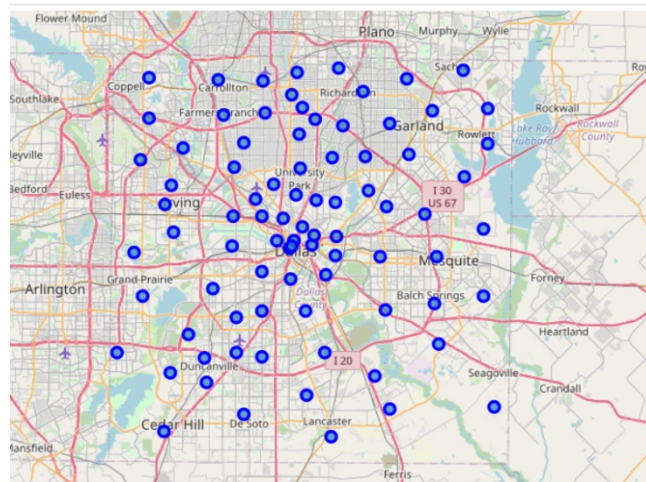 Flower Mound
Plano
Murphy
Wylie
Sach
Coppell
Carrollton
Southlake
Richardson
Rockwall
Farmers Branch
Garland
Rowlett
Lake Ray
Hubbard
Rockwall
County
leyville
University
Park
Bedford
Euless
Irving
I 30
US 67
Dallas
Mesquite
Grand Prairie
Forney
Arlington
Dallas
County
Balch Springs
Heartland
I 20
Duncanville
Seagoville
Crandall
Cedar Hill
De Soto
Lancaster
Mansfield
Ferris